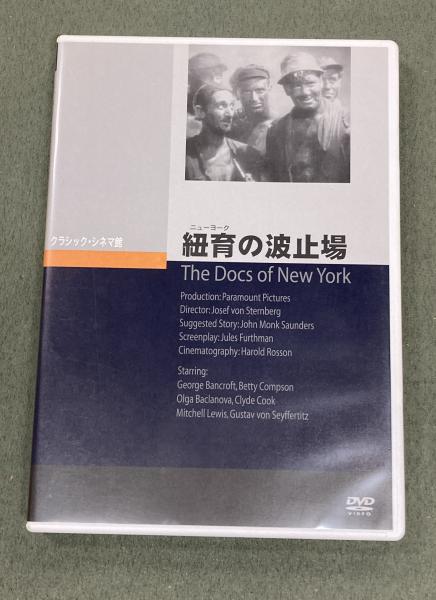 クラシック・シネマ館
ニューヨーク
紐育の波止場
The Docs of New York
Production: Paramount Pictures
Director: Josef von Sternberg
Suggested Story: John Monk Saunders
Screenplay: Jules Furthman
Cinematography: Harold Rosson
Starring:
George Bancroft, Betty Compson
Olga Baclanova, Clyde Cook
Mitchell Lewis, Gustav von Seyffertitz
DVD
VIDEO